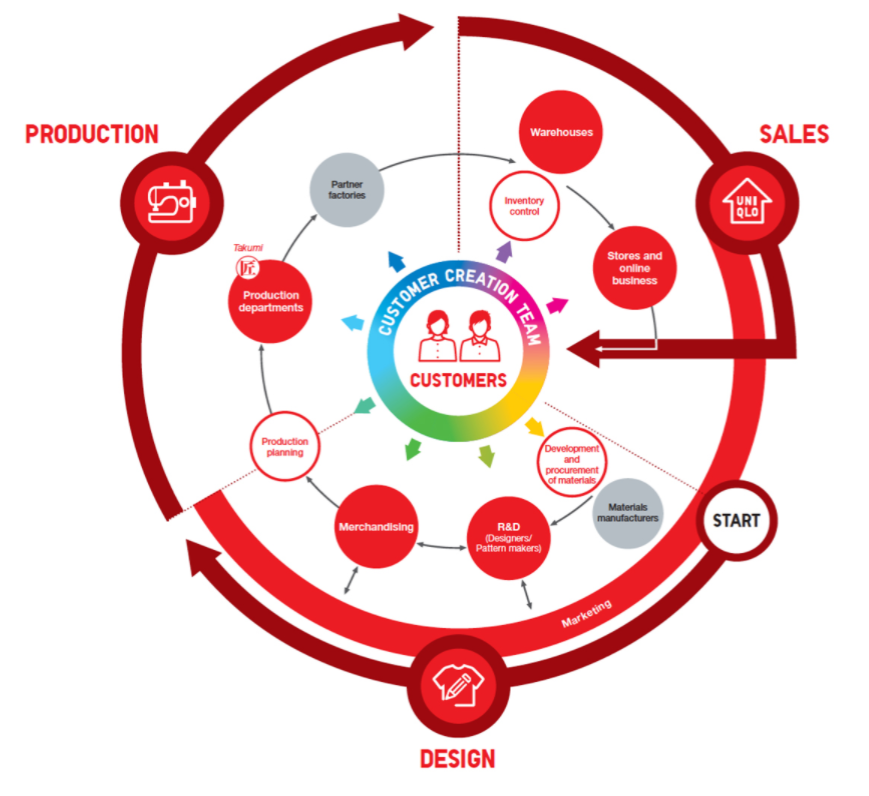 PRODUCTION
SALES
Warehouses
Partner
factories
Inventory
control
UNI
QLO
Takumi
匠
Production
departments
Stores and
online
business
CUSTOMER CREATION TEAM
CUSTOMERS
Production
planning
Development
and
procurement
of materials
Materials
manufacturers
START
Merchandising
R&D
(Designers/
Pattern makers)
Marketing
DESIGN